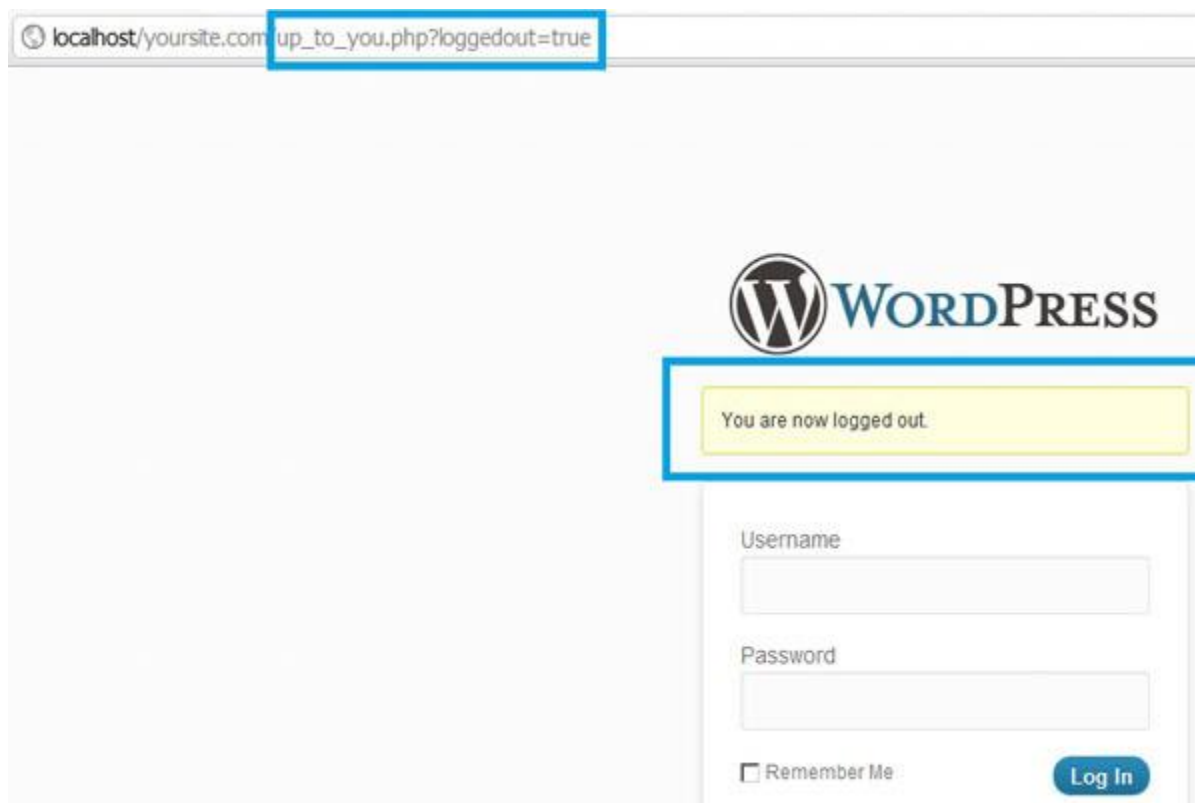 localhost/yoursite.com/up_to_you.php?loggedout=true
WORDPRESS
You are now logged out.
Username
Password
Remember Me
Log In